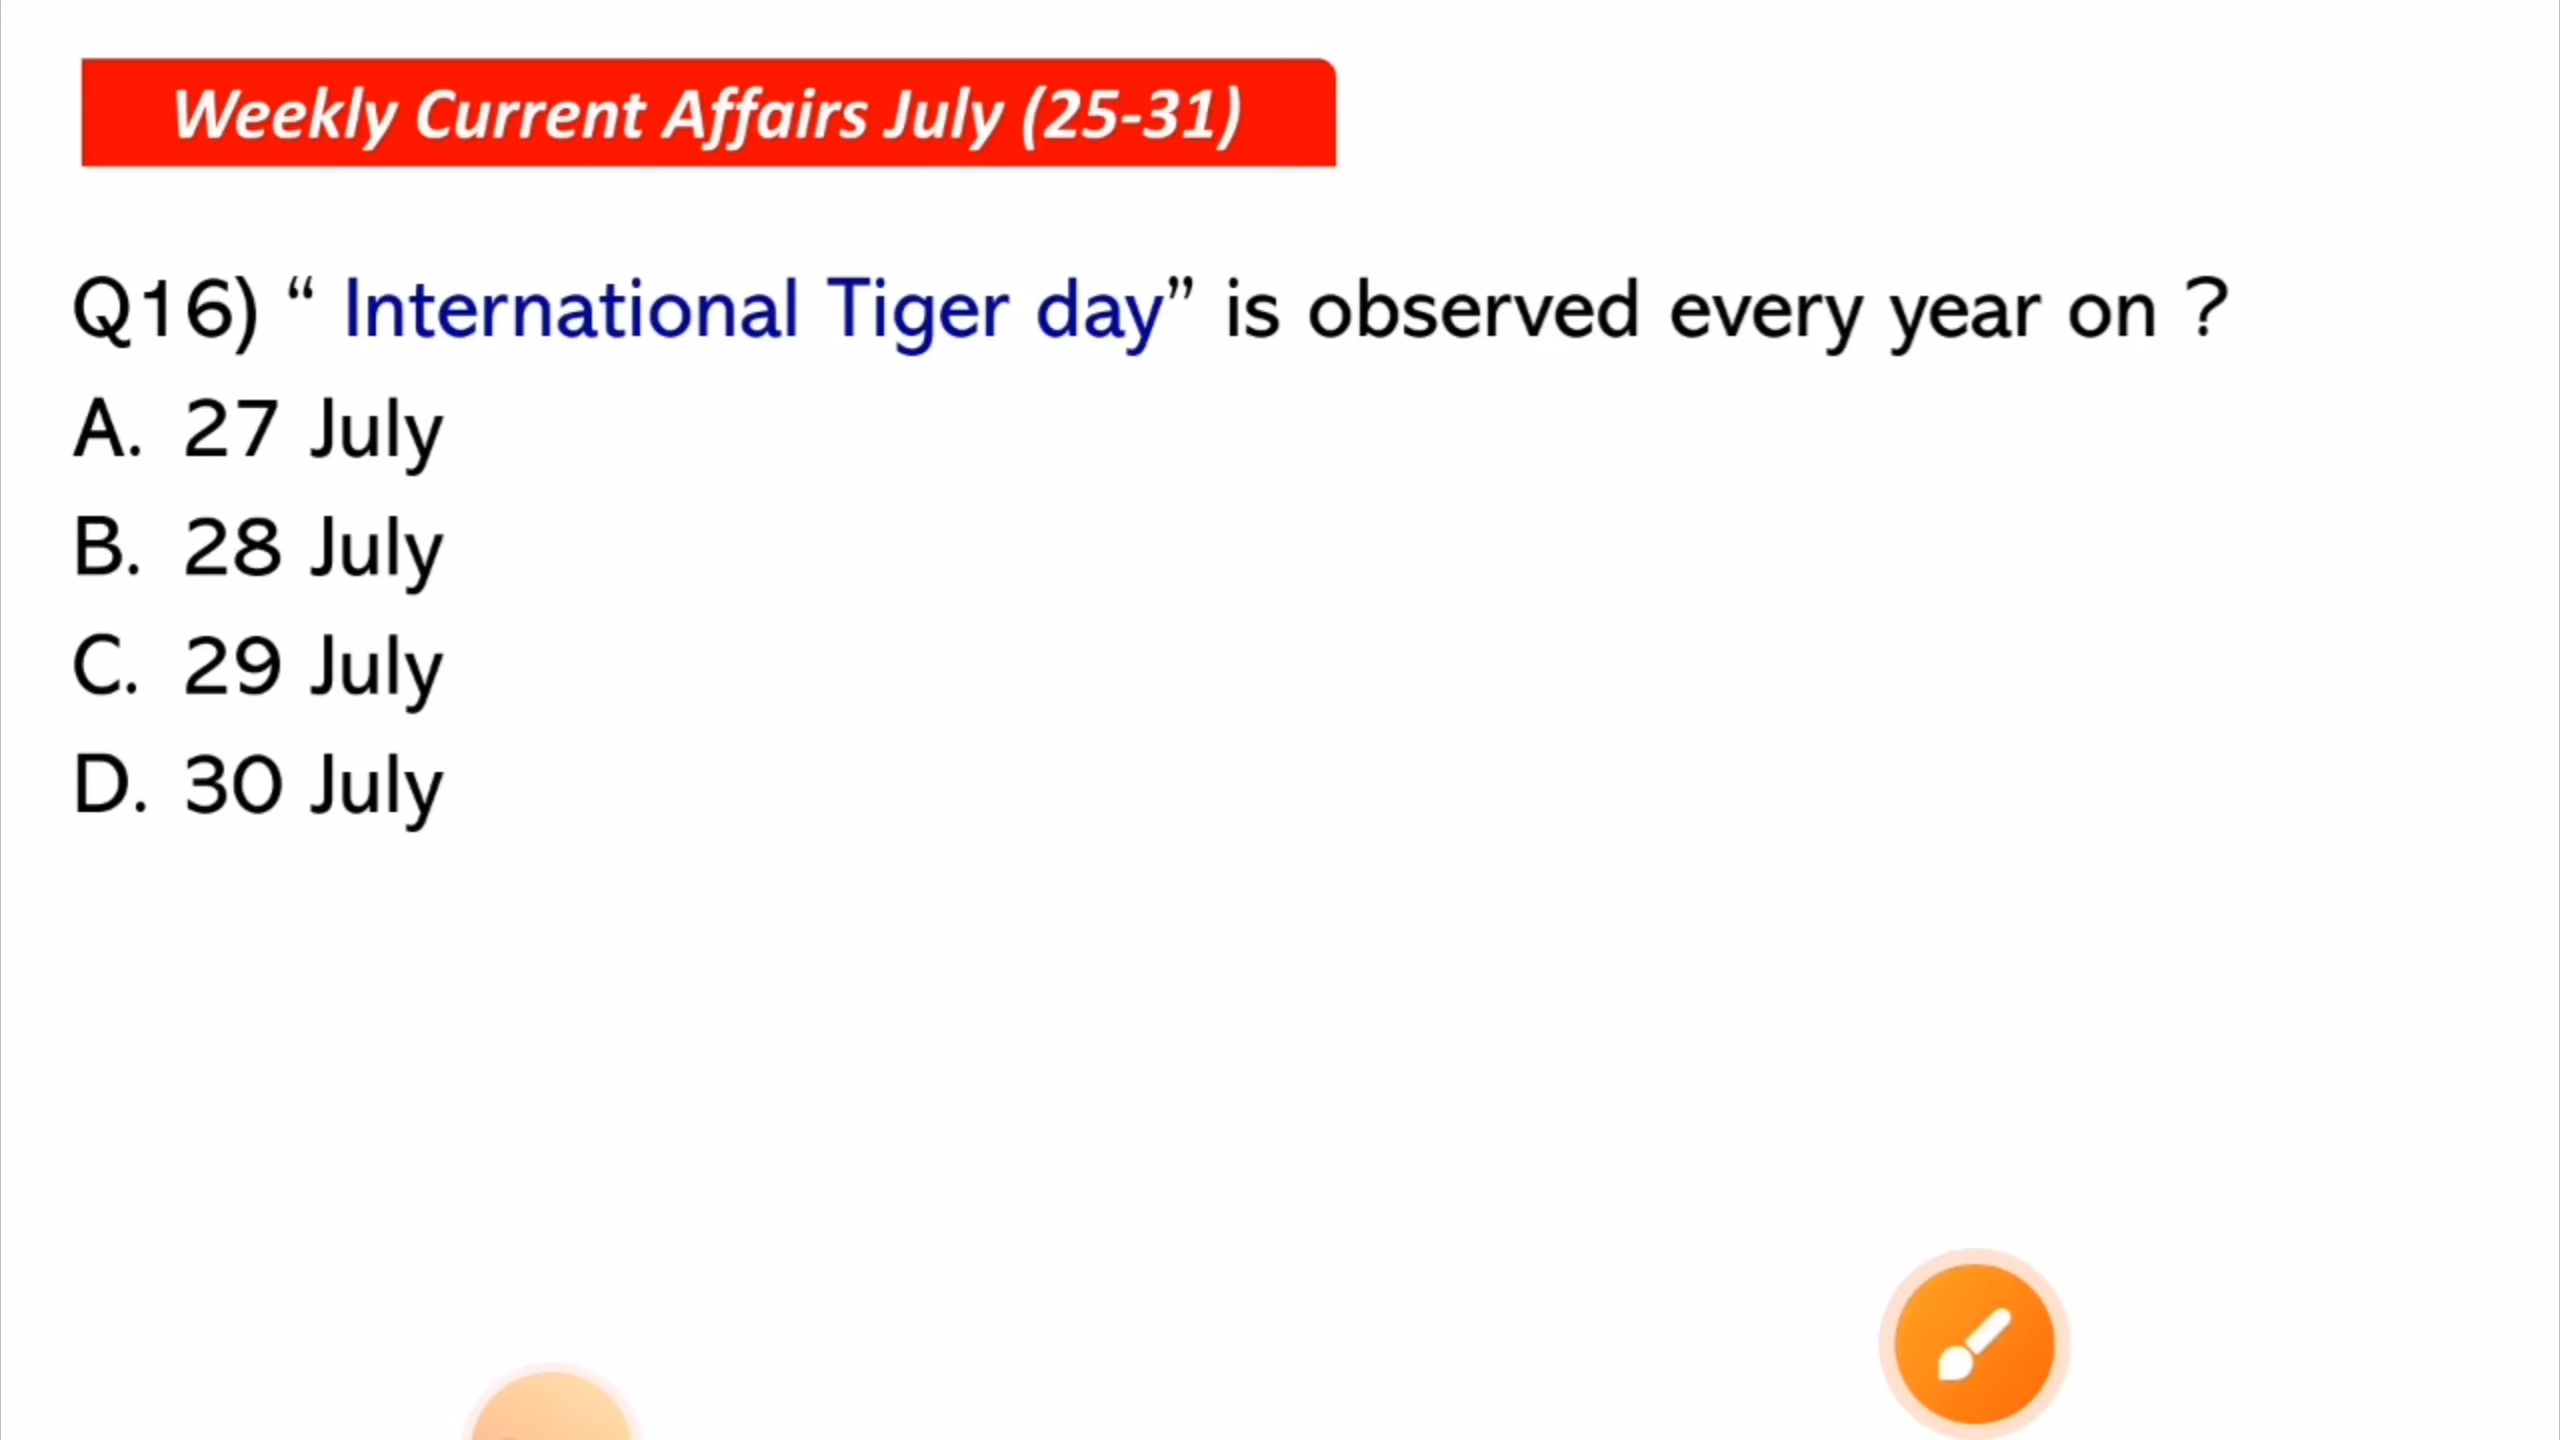 Weekly Current Affairs July (25-31)
Q16) “ International Tiger day” is observed every year on ?
A. 27 July
B. 28 July
C. 29 July
D. 30 July